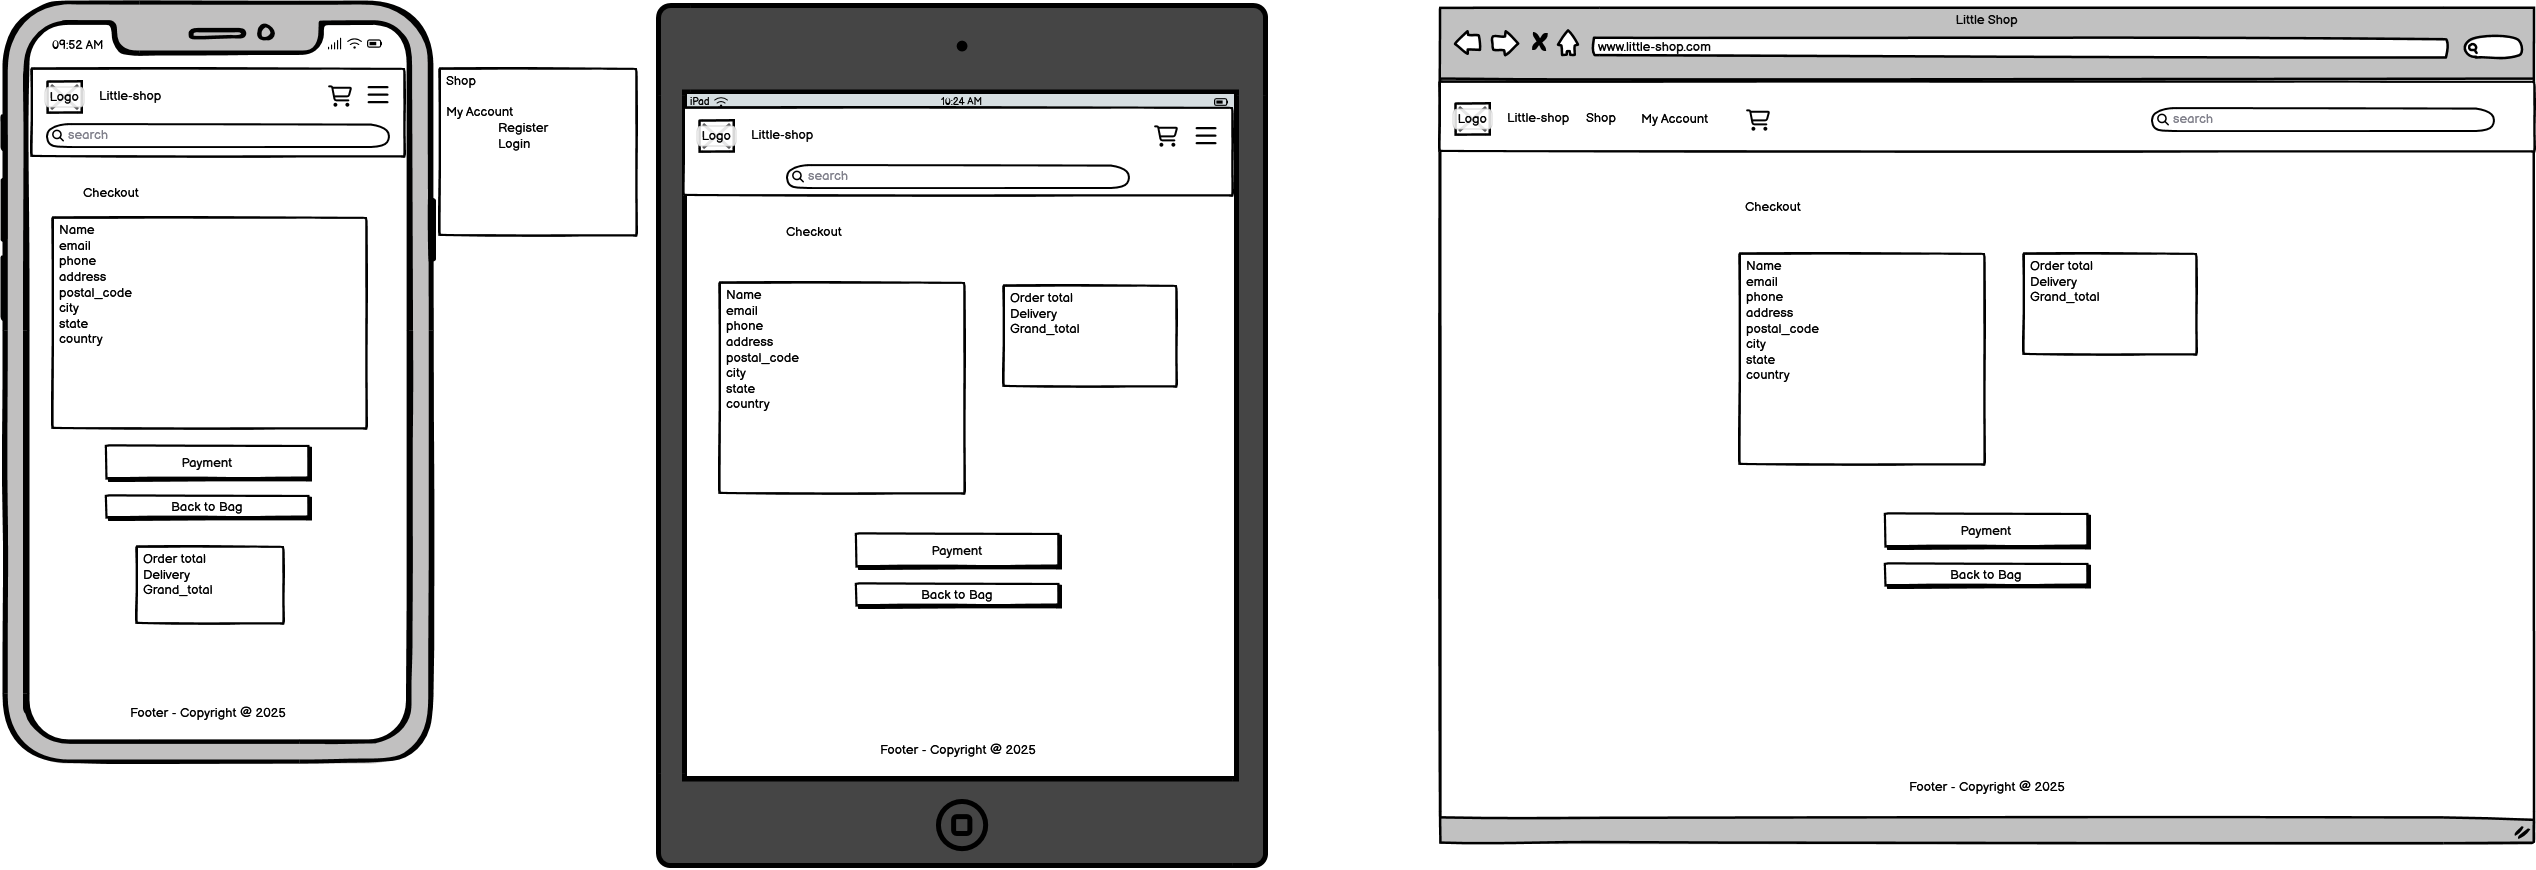 09:52 AM
Logo
Little-shop
search
Checkout
Name
email
phone
address
postal_code
city
state
country
Payment
Back to Bag
Order total
Delivery
Grand_total
Footer - Copyright @ 2025
Shop
My Account
Register
Login
iPad
10:24 AM
Logo
Little-shop
search
Checkout
Name
email
phone
address
postal_code
city
state
country
Order total
Delivery
Grand_total
Payment
Back to Bag
Footer - Copyright @ 2025
Little Shop
www.little-shop.com
Logo
Little-shop
Shop
My Account
search
Checkout
Name
email
phone
address
postal_code
city
state
country
Order total
Delivery
Grand_total
Payment
Back to Bag
Footer - Copyright @ 2025